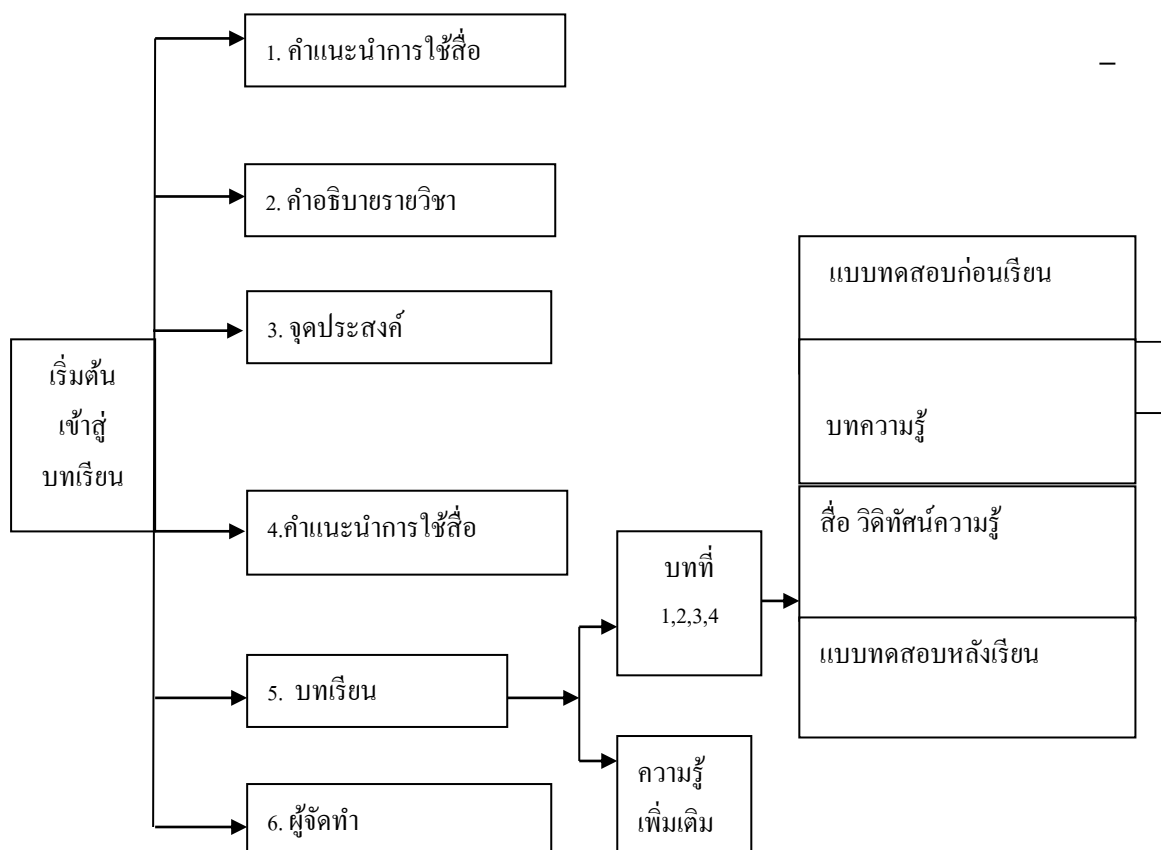 1. คำแนะนำการใช้สื่อ
2. คำอธิบายรายวิชา
3. จุดประสงค์
เริ่มต้น
เข้าสู่
บทเรียน
4.คำแนะนำการใช้สื่อ
5. บทเรียน
6. ผู้จัดทำ
บทที่
1,2,3,4
ความรู้
เพิ่มเติม
แบบทดสอบก่อนเรียน
บทความรู้
สื่อ วิดิทัศน์ความรู้
แบบทดสอบหลังเรียน